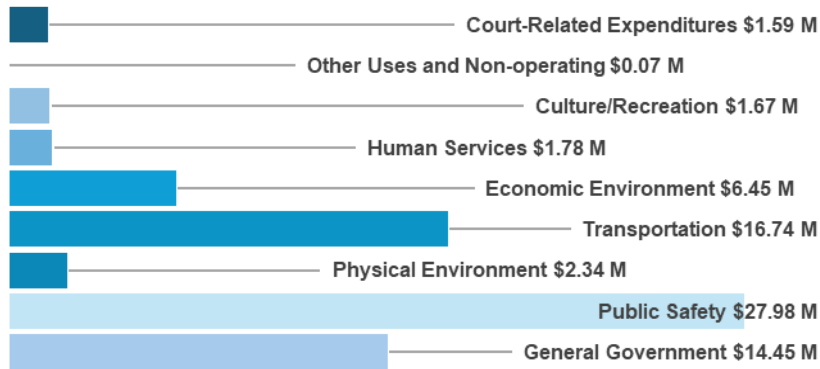 Court-Related Expenditures $1.59 M
Other Uses and Non-operating $0.07 M
Culture/Recreation $1.67 M
Human Services $1.78 M
Economic Environment $6.45 M
Transportation $16.74 M
Physical Environment $2.34 M
Public Safety $27.98 M
General Government $14.45 M